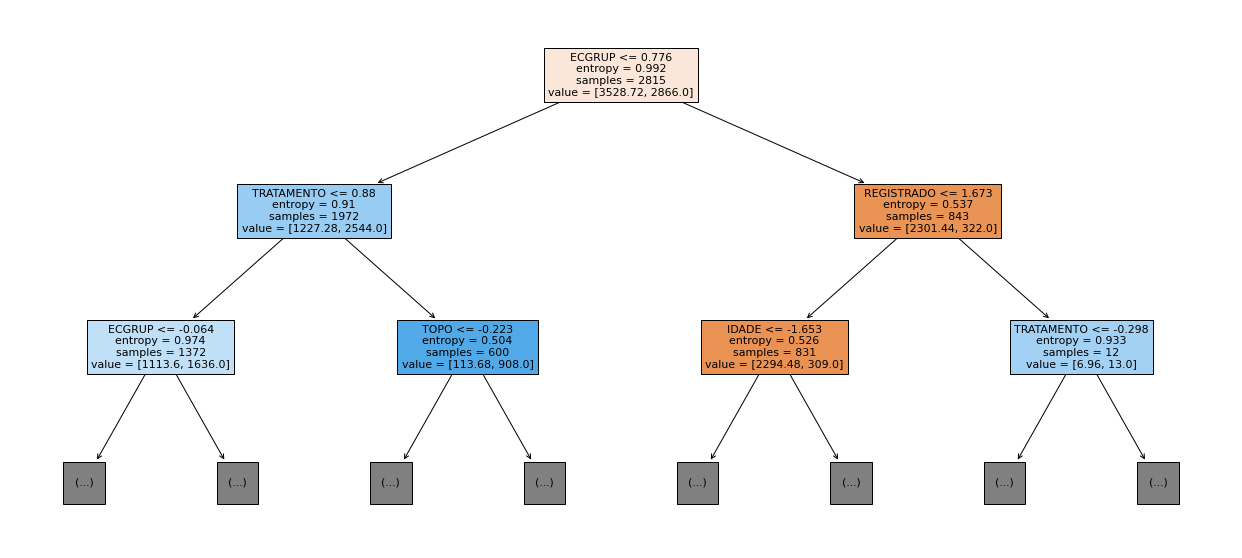 ECGRUP <= 0.776
entropy = 0.992
samples = 2815
value = [3528.72, 2866.0]
TRATAMENTO <= 0.88
entropy = 0.91
samples = 1972
value = [1227.28, 2544.0]
REGISTRADO <= 1.673
entropy = 0.537
samples = 843
value = [2301.44, 322.0]
ECGRUP <= -0.064
entropy = 0.974
samples = 1372
value = [1113.6, 1636.0]
TOPO <= -0.223
entropy = 0.504
samples = 600
value = [113.68, 908.0]
IDADE <= -1.653
entropy = 0.526
samples = 831
value = [2294.48, 309.0]
TRATAMENTO <= -0.298
entropy = 0.933
samples = 12
value = [6.96, 13.0]
(...)
(...)
(...)
(...)
(...)
(...)
(...)
(...)